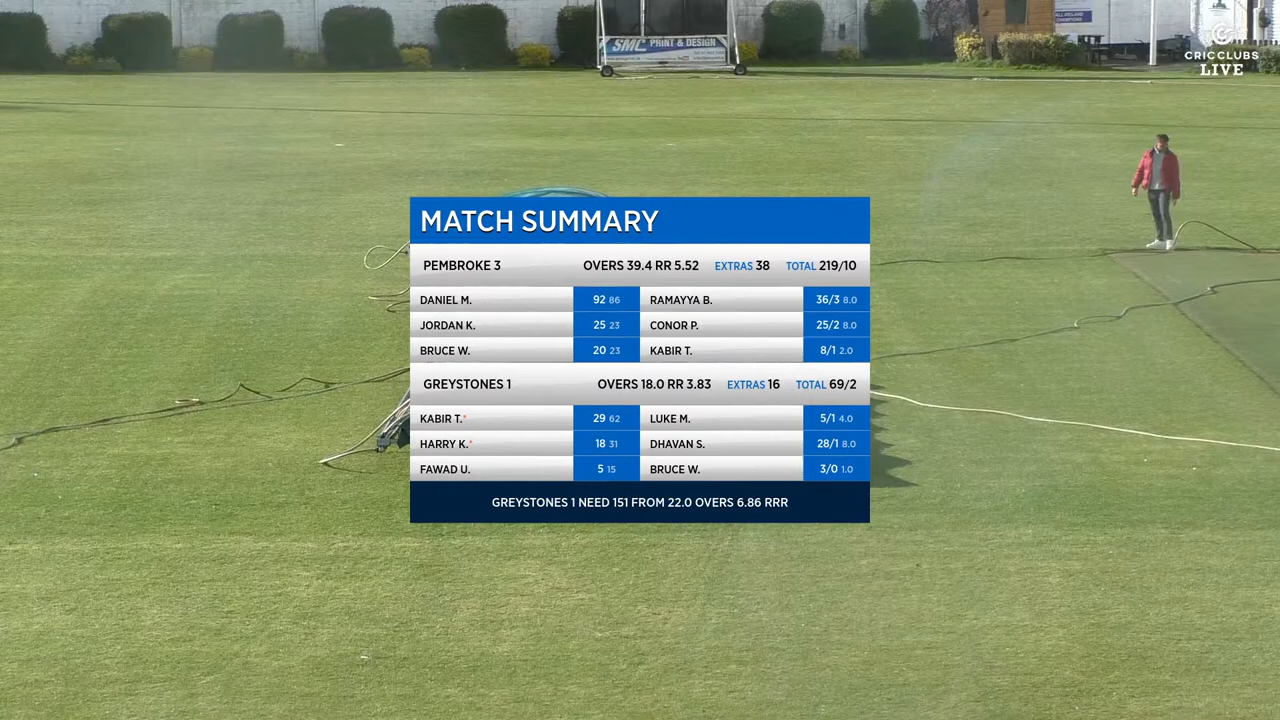 SMC PRINT & DESIGN
ALL IRELAND
CHAMPIONS
CRICCLUBS
LIVE
MATCH SUMMARY
PEMBROKE 3 OVERS 39.4 RR 5.52 EXTRAS 38 TOTAL 219/10
DANIEL M. 92 86 RAMAYYA B. 36/3 8.0
JORDAN K. 25 23 CONOR P. 25/2 8.0
BRUCE W. 20 23 KABIR T. 8/1 2.0
GREYSTONES 1 OVERS 18.0 RR 3.83 EXTRAS 16 TOTAL 69/2
KABIR T.* 29 62 LUKE M. 5/1 4.0
HARRY K.* 18 31 DHAVAN S. 28/1 8.0
FAWAD U. 5 15 BRUCE W. 3/0 1.0
GREYSTONES 1 NEED 151 FROM 22.0 OVERS 6.86 RRR